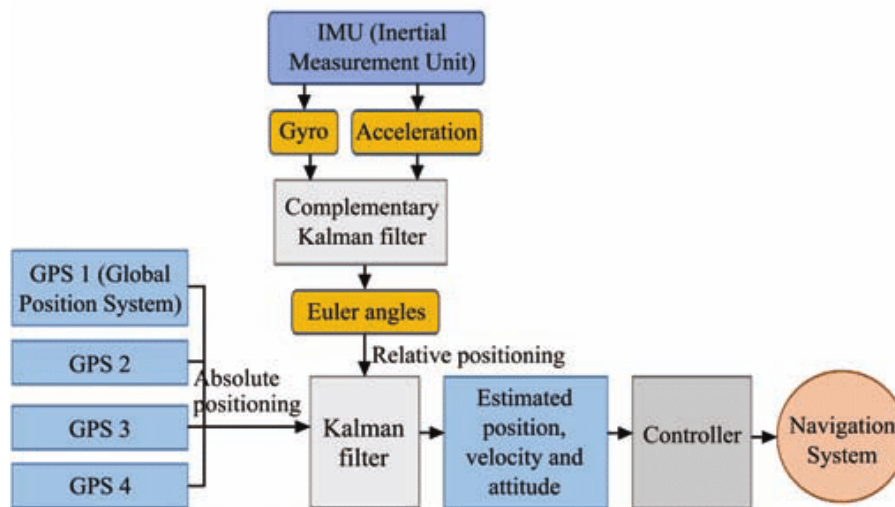 IMU (Inertial
Measurement Unit)
Gyro
Acceleration
Complementary
Kalman filter
Euler angles
Relative positioning
GPS 1 (Global
Position System)
GPS 2
GPS 3
GPS 4
Absolute
positioning
Kalman
filter
Estimated
position,
velocity and
attitude
Controller
Navigation
System